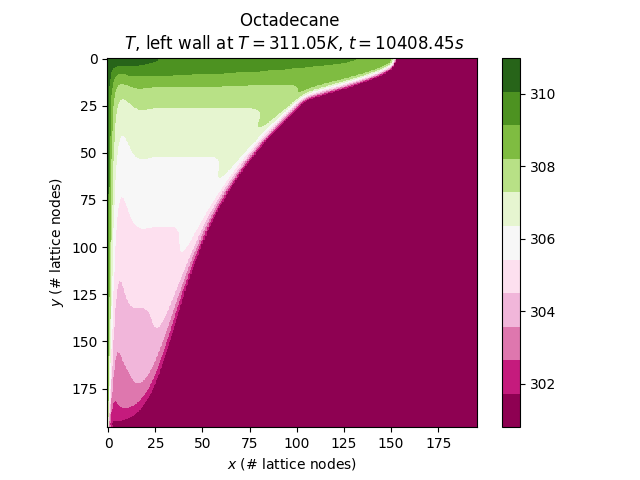 Octadecane
T, left wall at T = 311.05K, t = 10408.45s
0
25
50
75
100
125
150
175
y (# lattice nodes)
0 25 50 75 100 125 150 175
x (# lattice nodes)
310
308
306
304
302